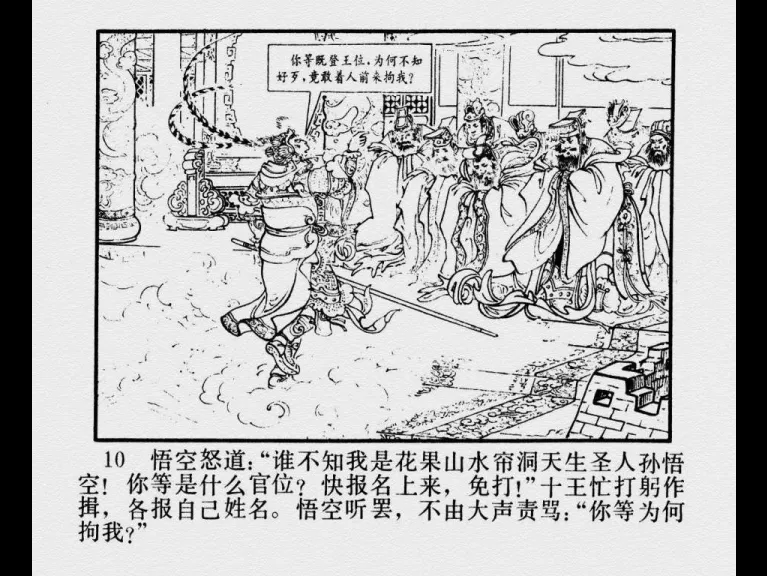 你等既登王位，为何不知
好歹，竟敢着人前来拘我？
10 悟空怒道：“谁不知我是花果山水帘洞天生圣人孙悟
空！你等是什么官位？快报名上来，免打！”十王忙打躬作
揖，各报自己姓名。悟空听罢，不由大声责骂：“你等为何
拘我？”